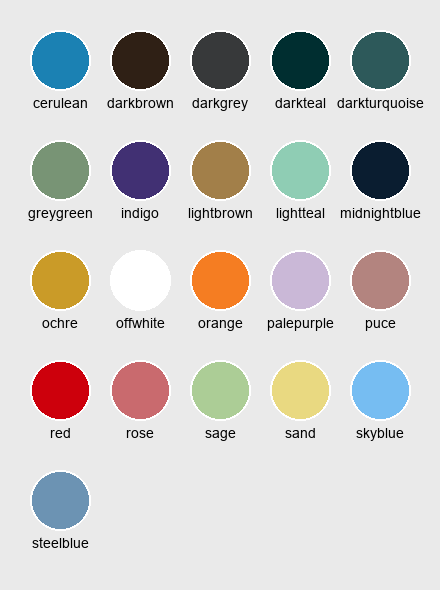 cerulean darkbrown darkgrey darkteal darkturquoise
greygreen indigo lightbrown lightteal midnightblue
ochre offwhite orange palepurple puce
red rose sage sand skyblue
steelblue